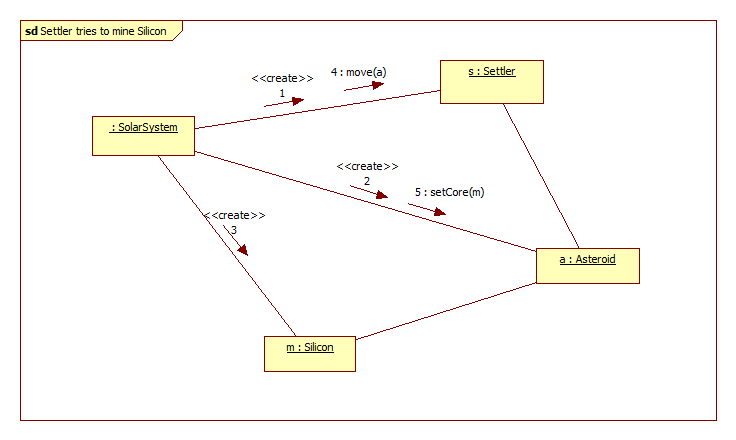 sd Settler tries to mine Silicon
<<create>>
1
4 : move(a)
s : Settler
: SolarSystem
<<create>>
2
5 : setCore(m)
<<create>>
3
a : Asteroid
m : Silicon